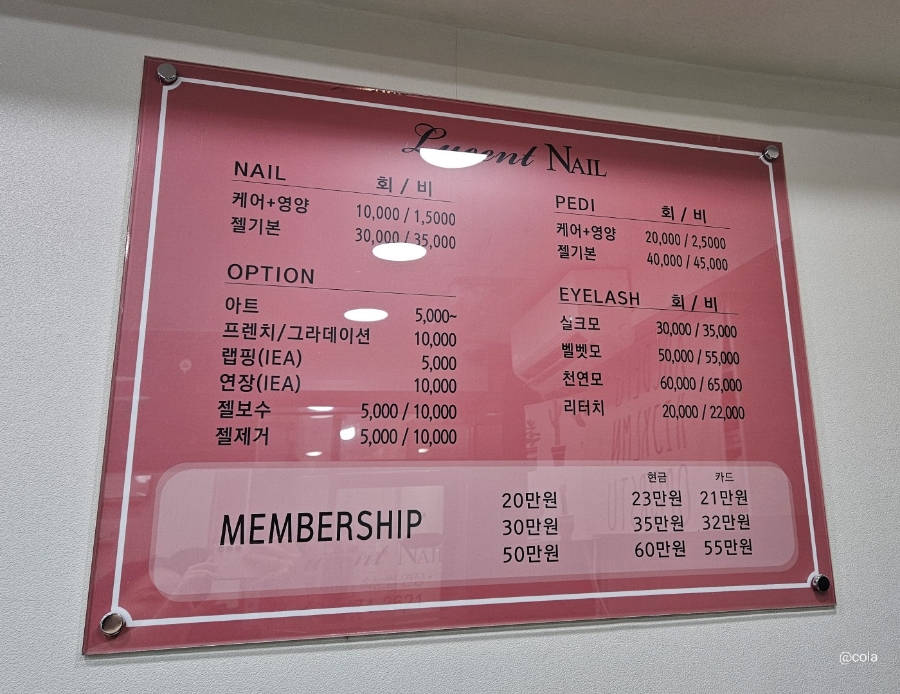 Lucent NAIL
NAIL 회 / 비
케어+영양 10,000 / 1,5000
젤기본 30,000 / 35,000
OPTION
아트 5,000~
프렌치/그라데이션 10,000
랩핑(IEA) 5,000
연장(IEA) 10,000
젤보수 5,000 / 10,000
젤제거 5,000 / 10,000
PEDI 회 / 비
케어+영양 20,000 / 2,5000
젤기본 40,000 / 45,000
EYELASH 회 / 비
실크모 30,000 / 35,000
벨벳모 50,000 / 55,000
천연모 60,000 / 65,000
리터치 20,000 / 22,000
MEMBERSHIP
현금 카드
20만원 23만원 21만원
30만원 35만원 32만원
50만원 60만원 55만원
@cola